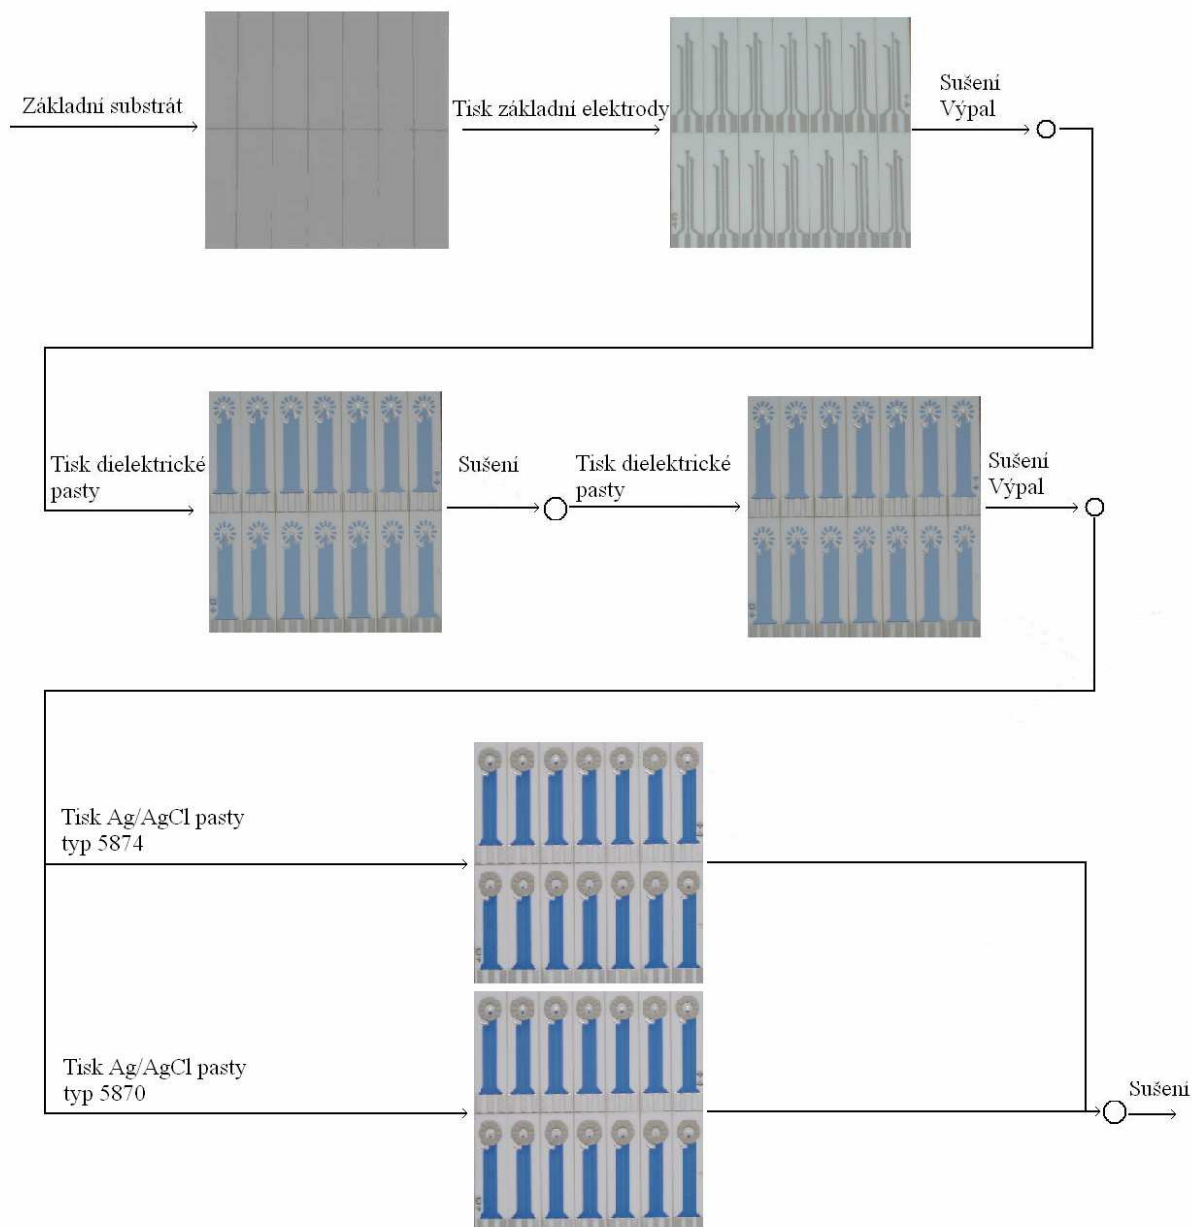 Základní substrát
Tisk základní elektrody
Sušení
Výpal
Tisk dielektrické
pasty
Sušení
Tisk dielektrické
pasty
Sušení
Výpal
Tisk Ag/AgCl pasty
typ 5874
Tisk Ag/AgCl pasty
typ 5870
Sušení